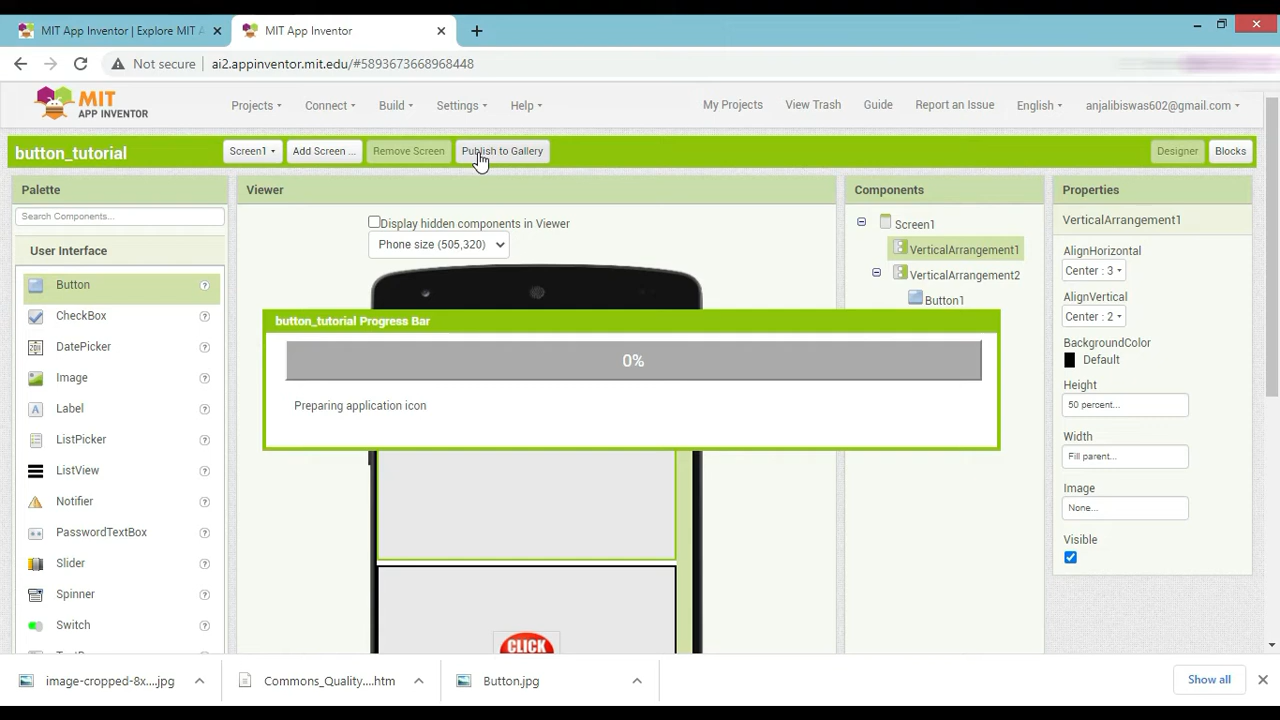 MIT App Inventor | Explore MIT A
MIT App Inventor
Not secure
ai2.appinventor.mit.edu/#5893673668968448
MIT
APP INVENTOR
Projects
Connect
Build
Settings
Help
My Proje
View Trash
Guide
Report an Issue
English
anjalibiswas602@gmail.com
button_tutorial
Screen1
Add Screen ...
Remove Screen
Publish to Gallery
Designer
Blocks
Palette
Search Components...
User Interface
Button
?
CheckBox
?
DatePicker
?
Image
?
Label
?
ListPicker
?
ListView
?
Notifier
?
PasswordTextBox
?
Slider
?
Spinner
?
Switch
?
Viewer
Display hidden components in Viewer
Phone size (505,320)
button_tutorial Progress Bar
0%
Preparing application icon
CLICK
Components
Screen1
VerticalArrangement1
VerticalArrangement2
Button1
Properties
VerticalArrangement1
AlignHorizontal
Center : 3
AlignVertical
Center : 2
BackgroundColor
Default
Height
50 percent...
Width
Fill parent...
Image
None...
Visible
image-cropped-8x....jpg
Commons_Quality....htm
Button.jpg
Show all